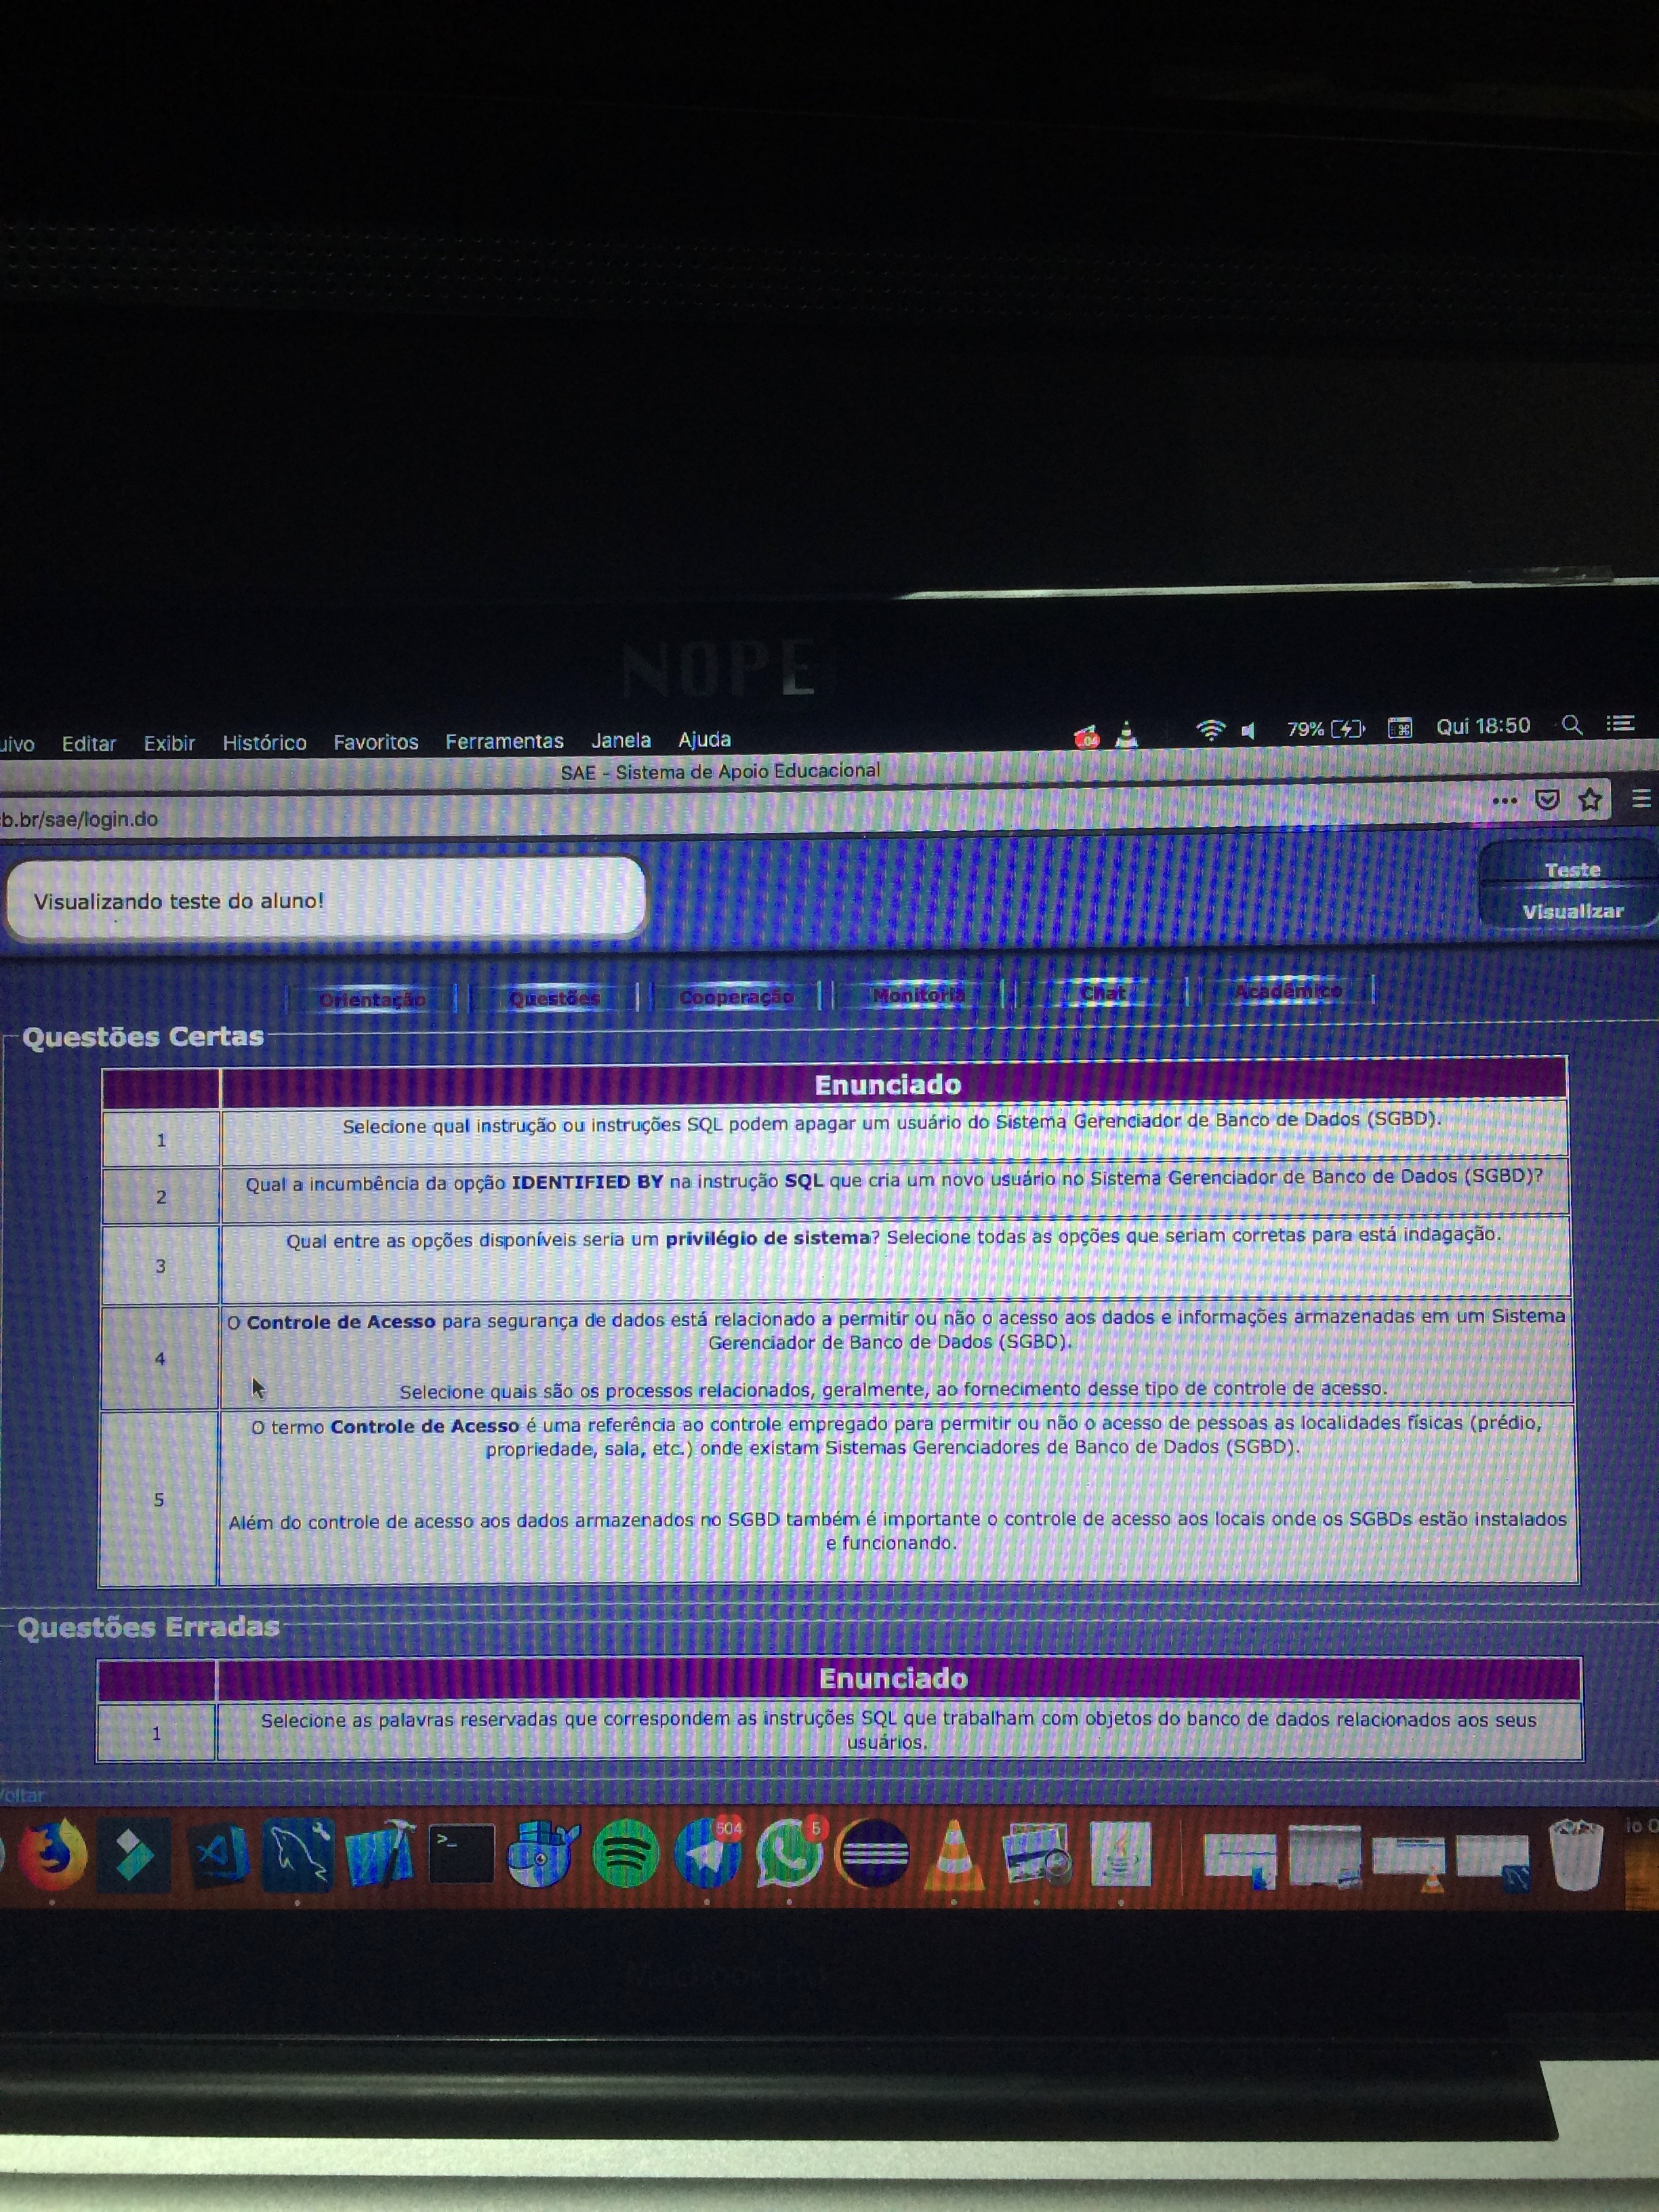 NOPE
uivo Editar Exibir Histórico Favoritos Ferramentas Janela Ajuda 79% Qui 18:50
SAE - Sistema de Apoio Educacional
b.br/sae/login.do
Visualizando teste do aluno!
Teste
Visualizar
Orientação Questões Cooperação Monitoria Chat Acadêmico
Questões Certas
Enunciado
1 Selecione qual instrução ou instruções SQL podem apagar um usuário do Sistema Gerenciador de Banco de Dados (SGBD).
2 Qual a incumbência da opção IDENTIFIED BY na instrução SQL que cria um novo usuário no Sistema Gerenciador de Banco de Dados (SGBD)?
3 Qual entre as opções disponíveis seria um privilégio de sistema? Selecione todas as opções que seriam corretas para está indagação.
O Controle de Acesso para segurança de dados está relacionado a permitir ou não o acesso aos dados e informações armazenadas em um Sistema
Gerenciador de Banco de Dados (SGBD).
4
Selecione quais são os processos relacionados, geralmente, ao fornecimento desse tipo de controle de acesso.
O termo Controle de Acesso é uma referência ao controle empregado para permitir ou não o acesso de pessoas as localidades físicas (prédio,
propriedade, sala, etc.) onde existam Sistemas Gerenciadores de Banco de Dados (SGBD).
5
Além do controle de acesso aos dados armazenados no SGBD também é importante o controle de acesso aos locais onde os SGBDs estão instalados
e funcionando.
Questões Erradas
Enunciado
1 Selecione as palavras reservadas que correspondem as instruções SQL que trabalham com objetos do banco de dados relacionados aos seus
usuários.
Voltar
504 5